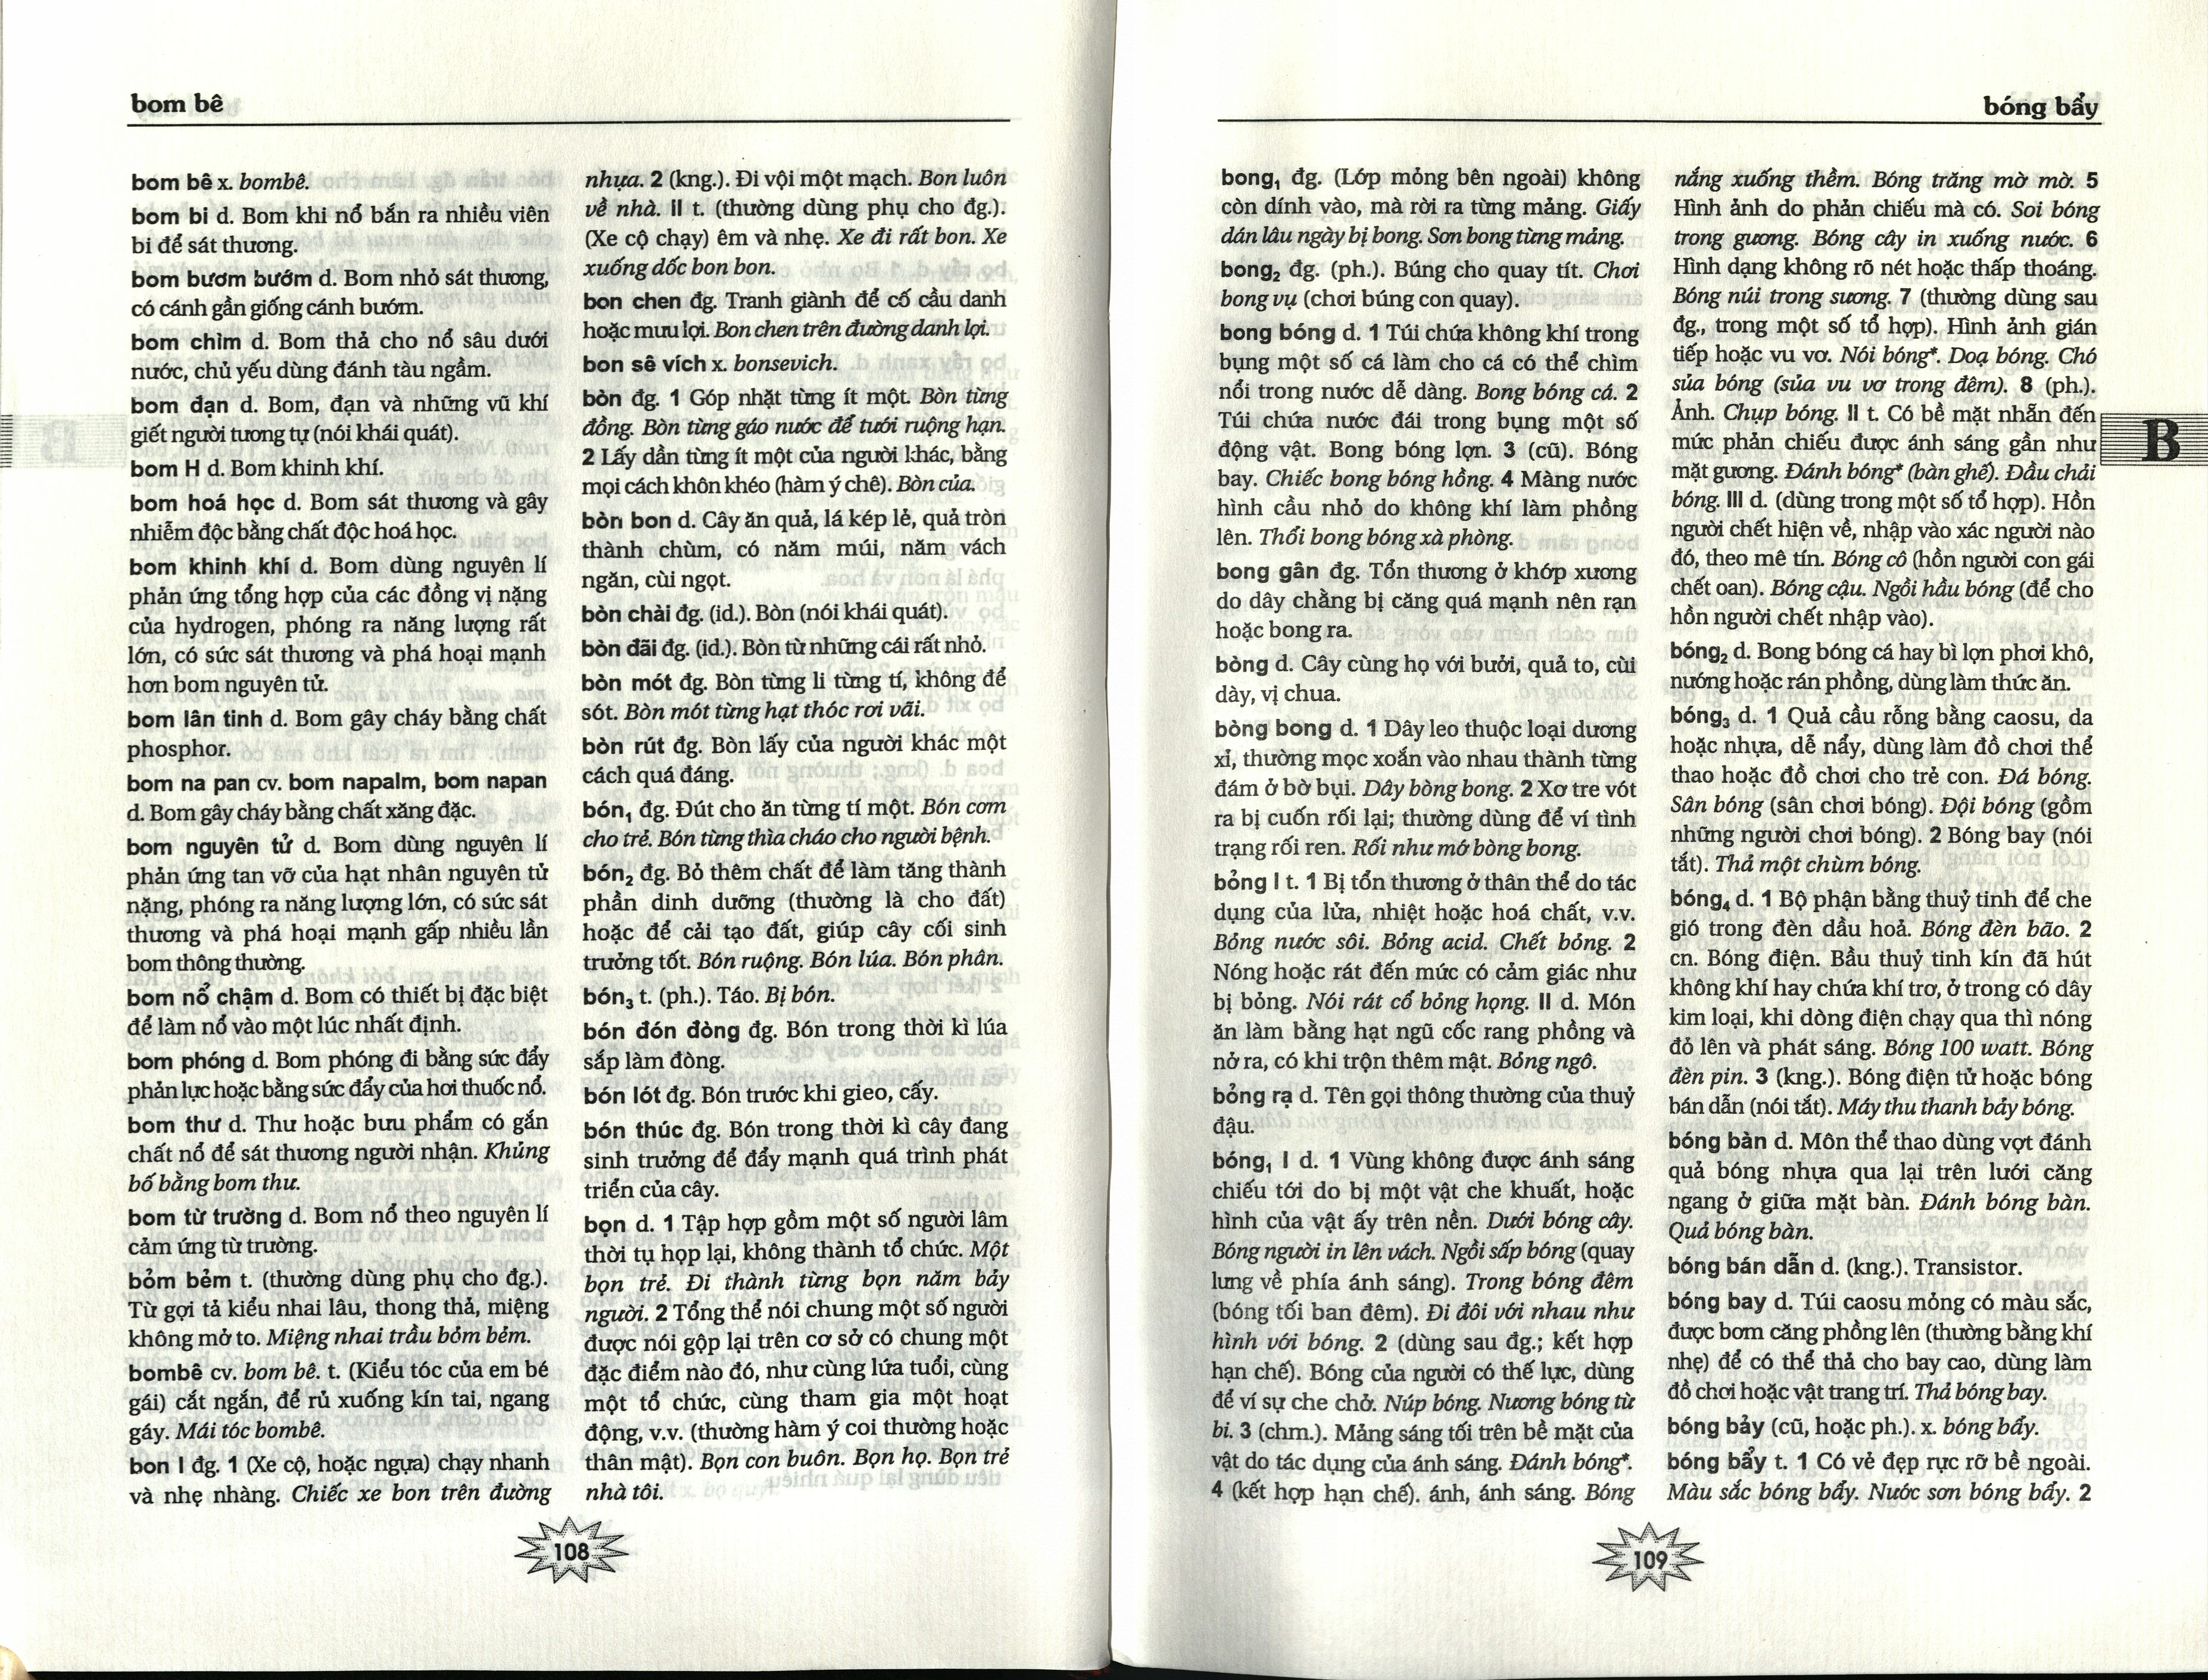 bom bê
bom bê x. bombê.
bom bi d. Bom khi nổ bắn ra nhiều viên
bi để sát thương.
bom bươm bướm d. Bom nhỏ sát thương,
có cánh gần giống cánh bướm.
bom chìm d. Bom thả cho nổ sâu dưới
nước, chủ yếu dùng đánh tàu ngầm.
bom đạn d. Bom, đạn và những vũ khí
giết người tương tự (nói khái quát).
bom H d. Bom khinh khí.
bom hoá học d. Bom sát thương và gây
nhiễm độc bằng chất độc hoá học.
bom khinh khí d. Bom dùng nguyên lí
phản ứng tổng hợp của các đồng vị nặng
của hydrogen, phóng ra năng lượng rất
lớn, có sức sát thương và phá hoại mạnh
hơn bom nguyên tử.
bom lân tinh d. Bom gây cháy bằng chất
phosphor.
bom na pan cv. bom napalm, bom napan
d. Bom gây cháy bằng chất xăng đặc.
bom nguyên tử d. Bom dùng nguyên lí
phản ứng tan vỡ của hạt nhân nguyên tử
nặng, phóng ra năng lượng lớn, có sức sát
thương và phá hoại mạnh gấp nhiều lần
bom thông thường.
bom nổ chậm d. Bom có thiết bị đặc biệt
để làm nổ vào một lúc nhất định.
bom phóng d. Bom phóng đi bằng sức đẩy
phản lực hoặc bằng sức đẩy của hơi thuốc nổ.
bom thư d. Thư hoặc bưu phẩm có gắn
chất nổ để sát thương người nhận. Khủng
bố bằng bom thư.
bom từ trường d. Bom nổ theo nguyên lí
cảm ứng từ trường.
bỏm bẻm t. (thường dùng phụ cho đg.).
Từ gợi tả kiểu nhai lâu, thong thả, miệng
không mở to. Miệng nhai trầu bỏm bẻm.
bombê cv. bom bê. t. (Kiểu tóc của em bé
gái) cắt ngắn, để rủ xuống kín tai, ngang
gáy. Mái tóc bombê.
bon I đg. 1 (Xe cộ, hoặc ngựa) chạy nhanh
và nhẹ nhàng. Chiếc xe bon trên đường
nhựa. 2 (kng.). Đi vội một mạch. Bon luôn
về nhà. II t. (thường dùng phụ cho đg.).
(Xe cộ chạy) êm và nhẹ. Xe đi rất bon. Xe
xuống dốc bon bon.
bon chen đg. Tranh giành để cố cầu danh
hoặc mưu lợi. Bon chen trên đường danh lợi.
bon sê vích x. bonsevich.
bòn đg. 1 Góp nhặt từng ít một. Bòn từng
đồng. Bòn từng gáo nước để tưới ruộng hạn.
2 Lấy dần từng ít một của người khác, bằng
mọi cách khôn khéo (hàm ý chê). Bòn của.
bòn bon d. Cây ăn quả, lá kép lẻ, quả tròn
thành chùm, có năm múi, năm vách
ngăn, cùi ngọt.
bòn chài đg. (id.). Bòn (nói khái quát).
bòn đãi đg. (id.). Bòn từ những cái rất nhỏ.
bòn mót đg. Bòn từng li từng tí, không để
sót. Bòn mót từng hạt thóc rơi vãi.
bòn rút đg. Bòn lấy của người khác một
cách quá đáng.
bón₁ đg. Đút cho ăn từng tí một. Bón cơm
cho trẻ. Bón từng thìa cháo cho người bệnh.
bón₂ đg. Bỏ thêm chất để làm tăng thành
phần dinh dưỡng (thường là cho đất)
hoặc để cải tạo đất, giúp cây cối sinh
trưởng tốt. Bón ruộng. Bón lúa. Bón phân.
bón₃ t. (ph.). Táo. Bị bón.
bón đón đòng đg. Bón trong thời kì lúa
sắp làm đòng.
bón lót đg. Bón trước khi gieo, cấy.
bón thúc đg. Bón trong thời kì cây đang
sinh trưởng để đẩy mạnh quá trình phát
triển của cây.
bọn d. 1 Tập hợp gồm một số người lâm
thời tụ họp lại, không thành tổ chức. Một
bọn trẻ. Đi thành từng bọn năm bảy
người. 2 Tổng thể nói chung một số người
được nói gộp lại trên cơ sở có chung một
đặc điểm nào đó, như cùng lứa tuổi, cùng
một tổ chức, cùng tham gia một hoạt
động, v.v. (thường hàm ý coi thường hoặc
thân mật). Bọn con buôn. Bọn họ. Bọn trẻ
nhà tôi.
108
bóng bẩy
bong₁ đg. (Lớp mỏng bên ngoài) không
còn dính vào, mà rời ra từng mảng. Giấy
dán lâu ngày bị bong. Sơn bong từng mảng.
bong₂ đg. (ph.). Búng cho quay tít. Chơi
bong vụ (chơi búng con quay).
bong bóng d. 1 Túi chứa không khí trong
bụng một số cá làm cho cá có thể chìm
nổi trong nước dễ dàng. Bong bóng cá. 2
Túi chứa nước đái trong bụng một số
động vật. Bong bóng lợn. 3 (cũ). Bóng
bay. Chiếc bong bóng hồng. 4 Màng nước
hình cầu nhỏ do không khí làm phồng
lên. Thổi bong bóng xà phòng.
bong gân đg. Tổn thương ở khớp xương
do dây chằng bị căng quá mạnh nên rạn
hoặc bong ra.
bòng d. Cây cùng họ với bưởi, quả to, cùi
dày, vị chua.
bòng bong d. 1 Dây leo thuộc loại dương
xỉ, thường mọc xoắn vào nhau thành từng
đám ở bờ bụi. Dây bòng bong. 2 Xơ tre vót
ra bị cuốn rối lại; thường dùng để ví tình
trạng rối ren. Rối như mớ bòng bong.
bỏng I t. 1 Bị tổn thương ở thân thể do tác
dụng của lửa, nhiệt hoặc hoá chất, v.v.
Bỏng nước sôi. Bỏng acid. Chết bỏng. 2
Nóng hoặc rát đến mức có cảm giác như
bị bỏng. Nói rát cổ bỏng họng. II d. Món
ăn làm bằng hạt ngũ cốc rang phồng và
nở ra, có khi trộn thêm mật. Bỏng ngô.
bỏng rạ d. Tên gọi thông thường của thuỷ
đậu.
bóng₁ I d. 1 Vùng không được ánh sáng
chiếu tới do bị một vật che khuất, hoặc
hình của vật ấy trên nền. Dưới bóng cây.
Bóng người in lên vách. Ngồi sấp bóng (quay
lưng về phía ánh sáng). Trong bóng đêm
(bóng tối ban đêm). Đi đôi với nhau như
hình với bóng. 2 (dùng sau đg.; kết hợp
hạn chế). Bóng của người có thế lực, dùng
để ví sự che chở. Núp bóng. Nương bóng từ
bi. 3 (chm.). Mảng sáng tối trên bề mặt của
vật do tác dụng của ánh sáng. Đánh bóng*.
4 (kết hợp hạn chế). ánh, ánh sáng. Bóng
nắng xuống thềm. Bóng trăng mờ mờ. 5
Hình ảnh do phản chiếu mà có. Soi bóng
trong gương. Bóng cây in xuống nước. 6
Hình dạng không rõ nét hoặc thấp thoáng.
Bóng núi trong sương. 7 (thường dùng sau
đg., trong một số tổ hợp). Hình ảnh gián
tiếp hoặc vu vơ. Nói bóng*. Doạ bóng. Chó
sủa bóng (sủa vu vơ trong đêm). 8 (ph.).
Ảnh. Chụp bóng. II t. Có bề mặt nhẵn đến
mức phản chiếu được ánh sáng gần như
mặt gương. Đánh bóng* (bàn ghế). Đầu chải
bóng. III d. (dùng trong một số tổ hợp). Hồn
người chết hiện về, nhập vào xác người nào
đó, theo mê tín. Bóng cô (hồn người con gái
chết oan). Bóng cậu. Ngồi hầu bóng (để cho
hồn người chết nhập vào).
bóng₂ d. Bong bóng cá hay bì lợn phơi khô,
nướng hoặc rán phồng, dùng làm thức ăn.
bóng₃ d. 1 Quả cầu rỗng bằng caosu, da
hoặc nhựa, dễ nẩy, dùng làm đồ chơi thể
thao hoặc đồ chơi cho trẻ con. Đá bóng.
Sân bóng (sân chơi bóng). Đội bóng (gồm
những người chơi bóng). 2 Bóng bay (nói
tắt). Thả một chùm bóng.
bóng₄ d. 1 Bộ phận bằng thuỷ tinh để che
gió trong đèn dầu hoả. Bóng đèn bão. 2
cn. Bóng điện. Bầu thuỷ tinh kín đã hút
không khí hay chứa khí trơ, ở trong có dây
kim loại, khi dòng điện chạy qua thì nóng
đỏ lên và phát sáng. Bóng 100 watt. Bóng
đèn pin. 3 (kng.). Bóng điện tử hoặc bóng
bán dẫn (nói tắt). Máy thu thanh bảy bóng.
bóng bàn d. Môn thể thao dùng vợt đánh
quả bóng nhựa qua lại trên lưới căng
ngang ở giữa mặt bàn. Đánh bóng bàn.
Quả bóng bàn.
bóng bán dẫn d. (kng.). Transistor.
bóng bay d. Túi caosu mỏng có màu sắc,
được bơm căng phồng lên (thường bằng khí
nhẹ) để có thể thả cho bay cao, dùng làm
đồ chơi hoặc vật trang trí. Thả bóng bay.
bóng bảy (cũ, hoặc ph.). x. bóng bẩy.
bóng bẩy t. 1 Có vẻ đẹp rực rỡ bề ngoài.
Màu sắc bóng bẩy. Nước sơn bóng bẩy. 2
B
109